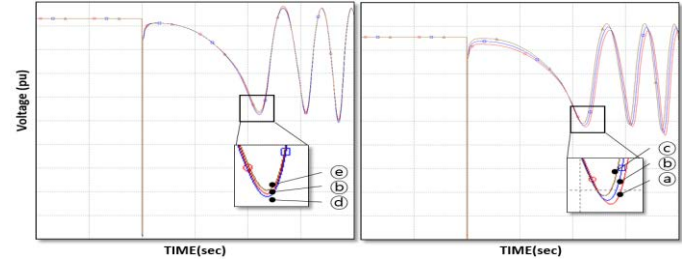 Voltage (pu)
ⓔ
ⓑ
ⓓ
ⓒ
ⓑ
ⓐ
TIME(sec)
TIME(sec)